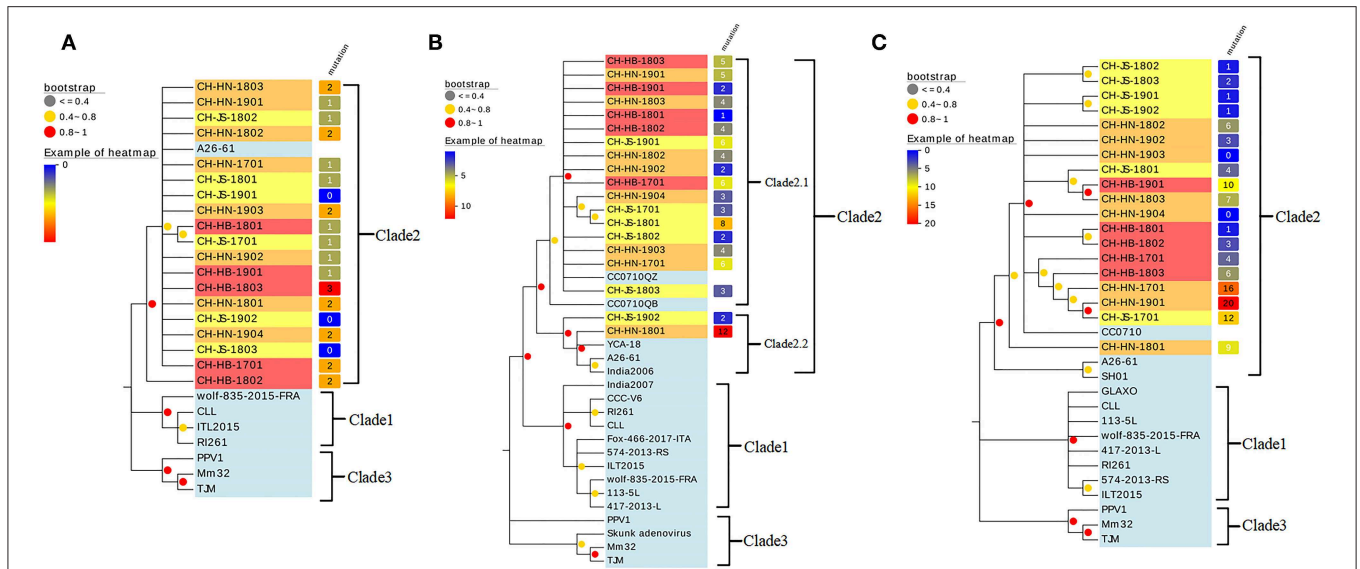 A
mutation
bootstrap
<= 0.4
0.4~ 0.8
0.8~ 1
Example of heatmap
0
CH-HN-1803 2
CH-HN-1901 1
CH-JS-1802 1
CH-HN-1802 2
A26-61
CH-HN-1701 1
CH-JS-1801 1
CH-JS-1901 0
CH-HN-1903 2
CH-HB-1801 1
CH-JS-1701 1
CH-HN-1902 1
CH-HB-1901 1
CH-HB-1803 3
CH-HN-1801 2
CH-JS-1902 0
CH-HN-1904 2
CH-JS-1803 0
CH-HB-1701 2
CH-HB-1802 2
Clade2
wolf-835-2015-FRA
CLL
ITL2015
RI261
Clade1
PPV1
Mm32
TJM
Clade3
B
mutation
bootstrap
<= 0.4
0.4~ 0.8
0.8~ 1
Example of heatmap
5
10
CH-HB-1803 5
CH-HN-1901 5
CH-HB-1901 2
CH-HN-1803 4
CH-HB-1801 1
CH-HB-1802 4
CH-JS-1901 6
CH-HN-1802 4
CH-HN-1902 2
CH-HB-1701 6
CH-HN-1904 3
CH-JS-1701 3
CH-JS-1801 8
CH-JS-1802 2
CH-HN-1903 4
CH-HN-1701 6
CC0710QZ
CH-JS-1803 3
CC0710QB
Clade2.1
Clade2
CH-JS-1902 2
CH-HN-1801 12
YCA-18
A26-61
India2006
Clade2.2
India2007
CCC-V6
RI261
CLL
Fox-466-2017-ITA
574-2013-RS
ILT2015
wolf-835-2015-FRA
113-5L
417-2013-L
Clade1
PPV1
Skunk adenovirus
Mm32
TJM
Clade3
C
mutation
bootstrap
<= 0.4
0.4~ 0.8
0.8~ 1
Example of heatmap
0
5
10
15
20
CH-JS-1802 1
CH-JS-1803 2
CH-JS-1901 1
CH-JS-1902 1
CH-HN-1802 6
CH-HN-1902 3
CH-HN-1903 0
CH-JS-1801 4
CH-HB-1901 10
CH-HN-1803 7
CH-HN-1904 0
CH-HB-1801 1
CH-HB-1802 3
CH-HB-1701 4
CH-HB-1803 6
CH-HN-1701 16
CH-HN-1901 20
CH-JS-1701 12
CC0710
CH-HN-1801 9
A26-61
SH01
Clade2
GLAXO
CLL
113-5L
wolf-835-2015-FRA
417-2013-L
RI261
574-2013-RS
ILT2015
Clade1
PPV1
Mm32
TJM
Clade3